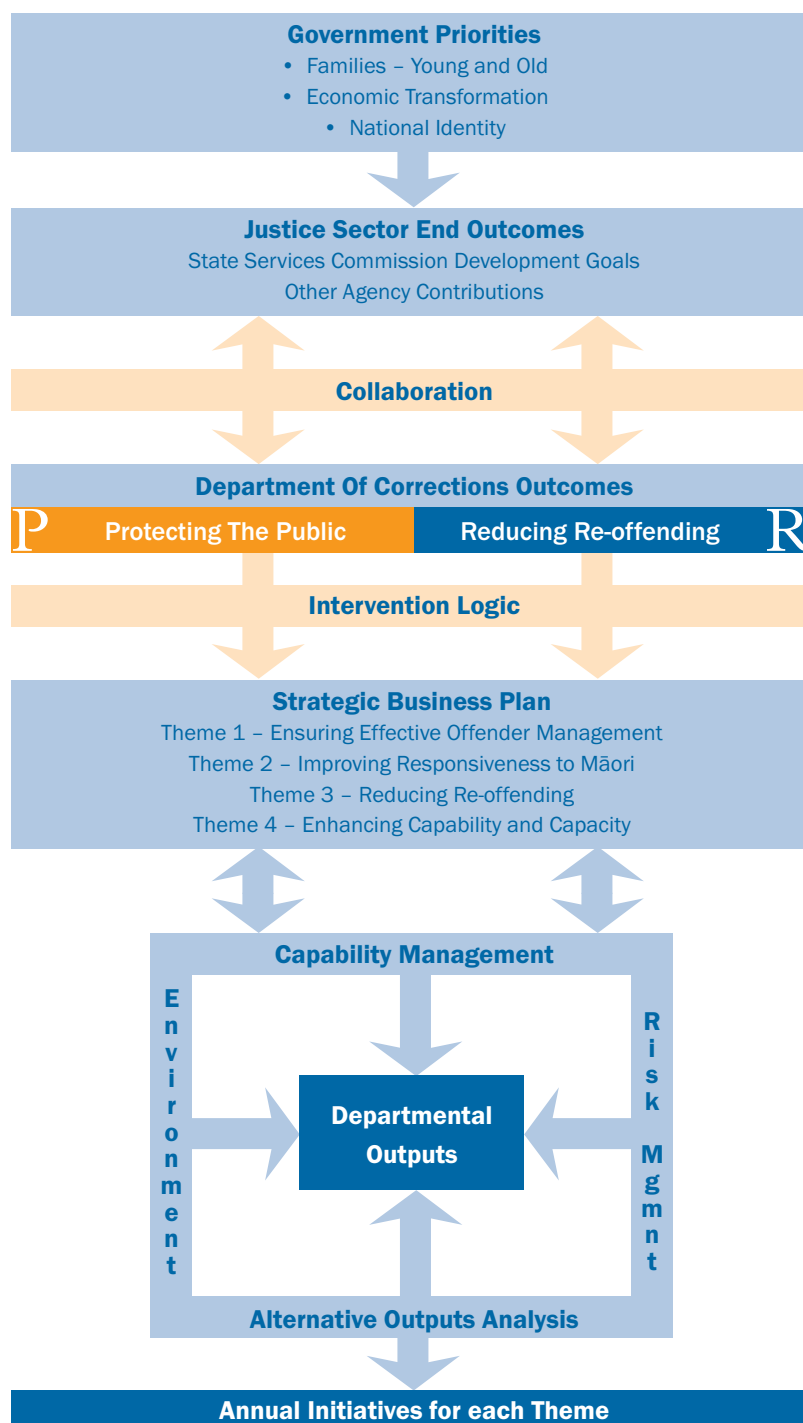 Government Priorities
• Families – Young and Old
• Economic Transformation
• National Identity
Justice Sector End Outcomes
State Services Commission Development Goals
Other Agency Contributions
Collaboration
Department Of Corrections Outcomes
P Protecting The Public
Reducing Re-offending R
Intervention Logic
Strategic Business Plan
Theme 1 – Ensuring Effective Offender Management
Theme 2 – Improving Responsiveness to Māori
Theme 3 – Reducing Re-offending
Theme 4 – Enhancing Capability and Capacity
Capability Management
Environment
Departmental
Outputs
Risk Mgmnt
Alternative Outputs Analysis
Annual Initiatives for each Theme